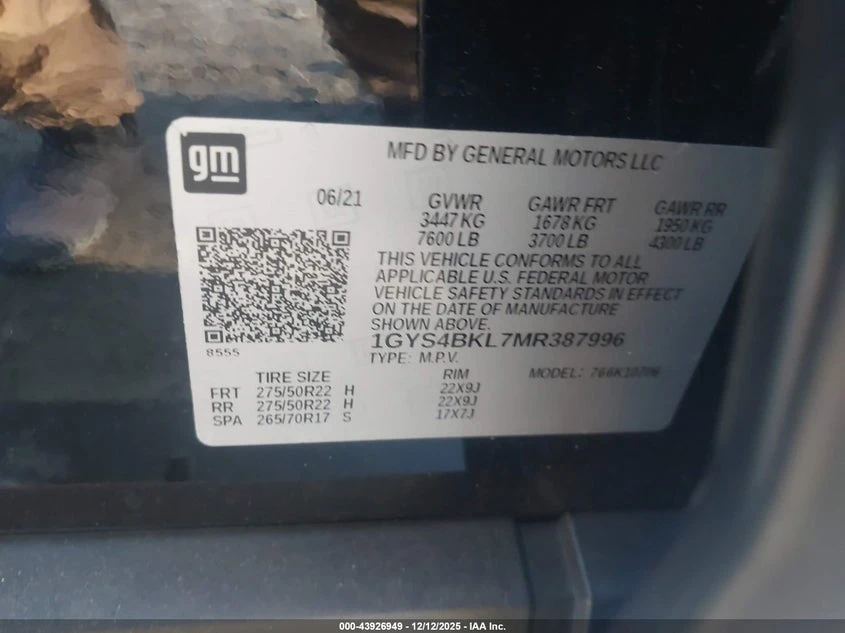 gm
MFD BY GENERAL MOTORS LLC
06/21 GVWR GAWR FRT GAWR RR
3447 KG 1678 KG 1950 KG
7600 LB 3700 LB 4300 LB
THIS VEHICLE CONFORMS TO ALL
APPLICABLE U.S. FEDERAL MOTOR
VEHICLE SAFETY STANDARDS IN EFFECT
ON THE DATE OF MANUFACTURE
SHOWN ABOVE.
8555
1GYS4BKL7MR387996
TYPE: M.P.V.
TIRE SIZE RIM MODEL:
FRT 275/50R22 H 22X9J
RR 275/50R22 H 22X9J
SPA 265/70R17 S 17X7J
000-43926949 - 12/12/2025 - IAA Inc.